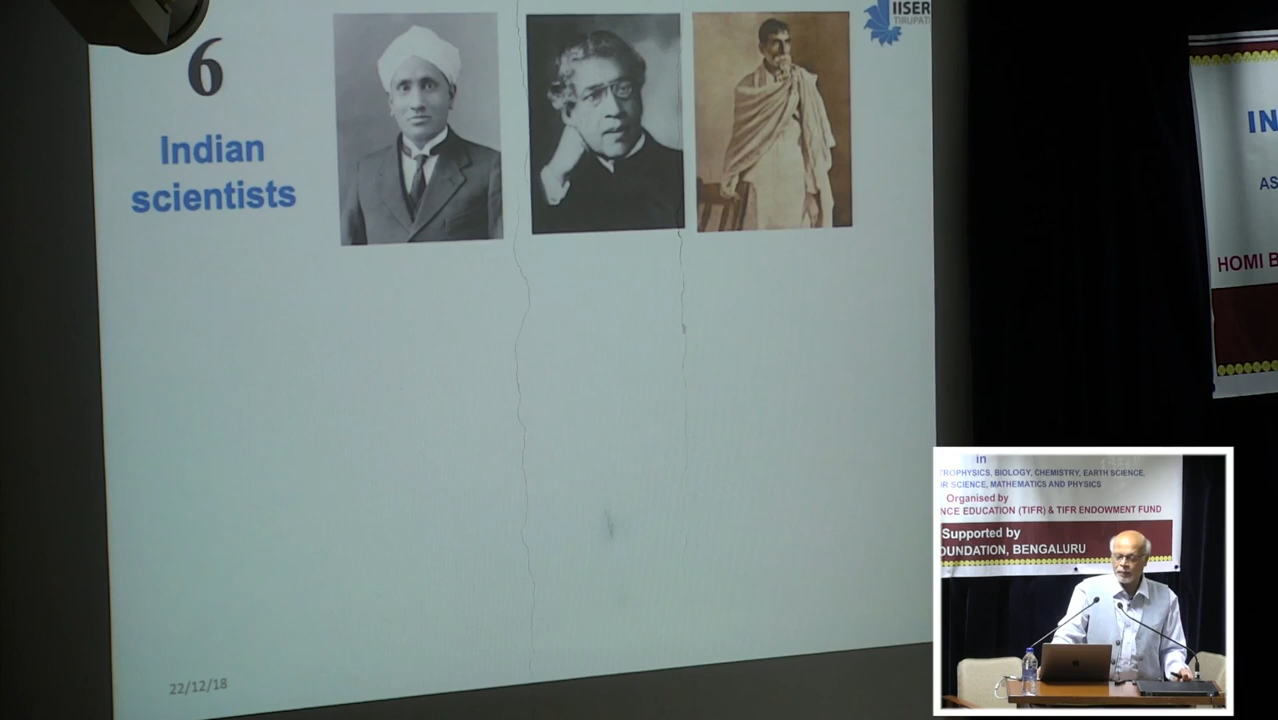 6
Indian
scientists
IISER
TIRUPATI
22/12/18
IN
AS
HOMI B
in
TROPHYSICS, BIOLOGY, CHEMISTRY, EARTH SCIENCE,
R SCIENCE, MATHEMATICS AND PHYSICS
Organised by
NCE EDUCATION (TIFR) & TIFR ENDOWMENT FUND
Supported by
OUNDATION, BENGALURU